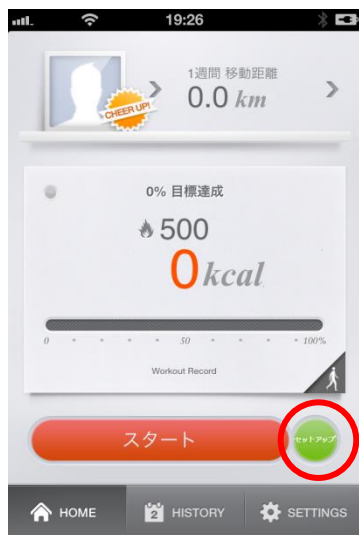 19:26
1週間 移動距離
0.0 km
CHEER UP!
0% 目標達成
500
0 kcal
0 50 100%
Workout Record
スタート
セットアップ
HOME
2
HISTORY
SETTINGS